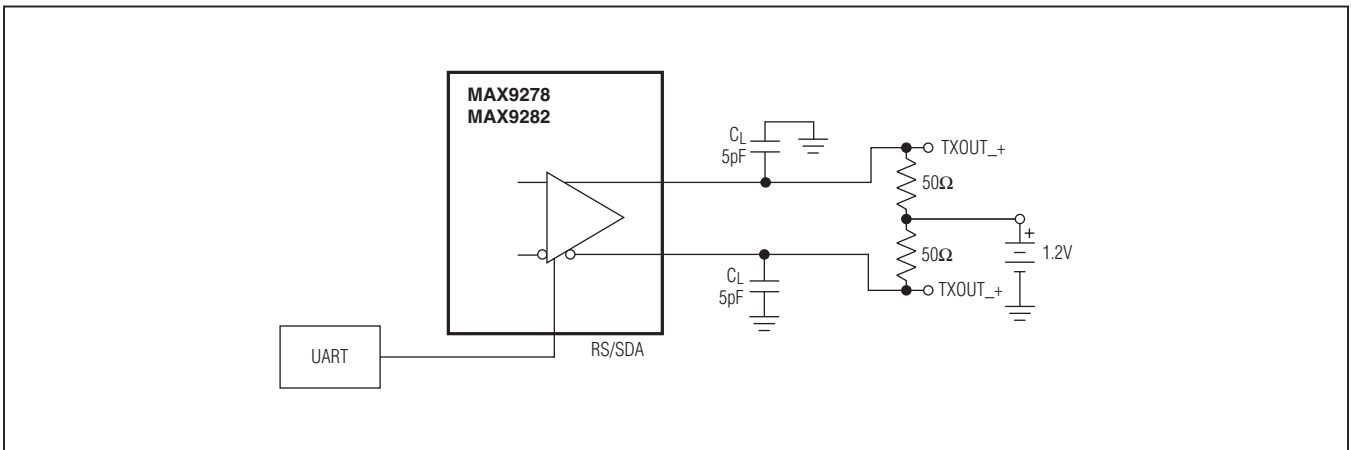 MAX9278
MAX9282
CL
5pF
TXOUT_+
50Ω
+
1.2V
50Ω
CL
5pF
TXOUT_+
RS/SDA
UART